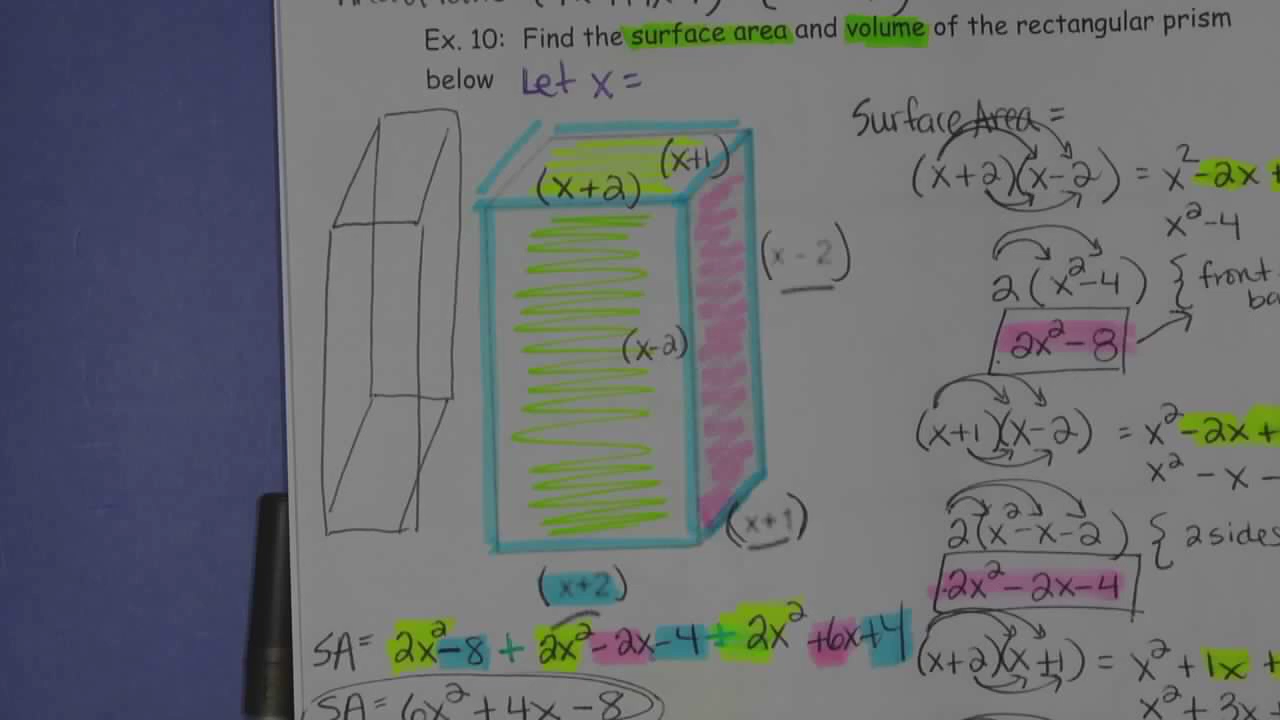 Ex. 10: Find the surface area and volume of the rectangular prism
below Let x =
Surface Area =
(x+2)(x-2) = x² -2x +
x² -4
2(x²-4) { front
2x² - 8
(x+1)(x-2) = x² -2x +
x² - x -
2(x²-x-2) { 2 sides
2x² - 2x - 4
(x+2)(x+1) = x² + 1x +
x² + 3x
(x+1)
(x+2)
(x - 2)
(x-2)
(x+1)
(x+2)
SA= 2x²-8 + 2x²-2x-4 + 2x²+6x+4
SA= 6x² + 4x - 8